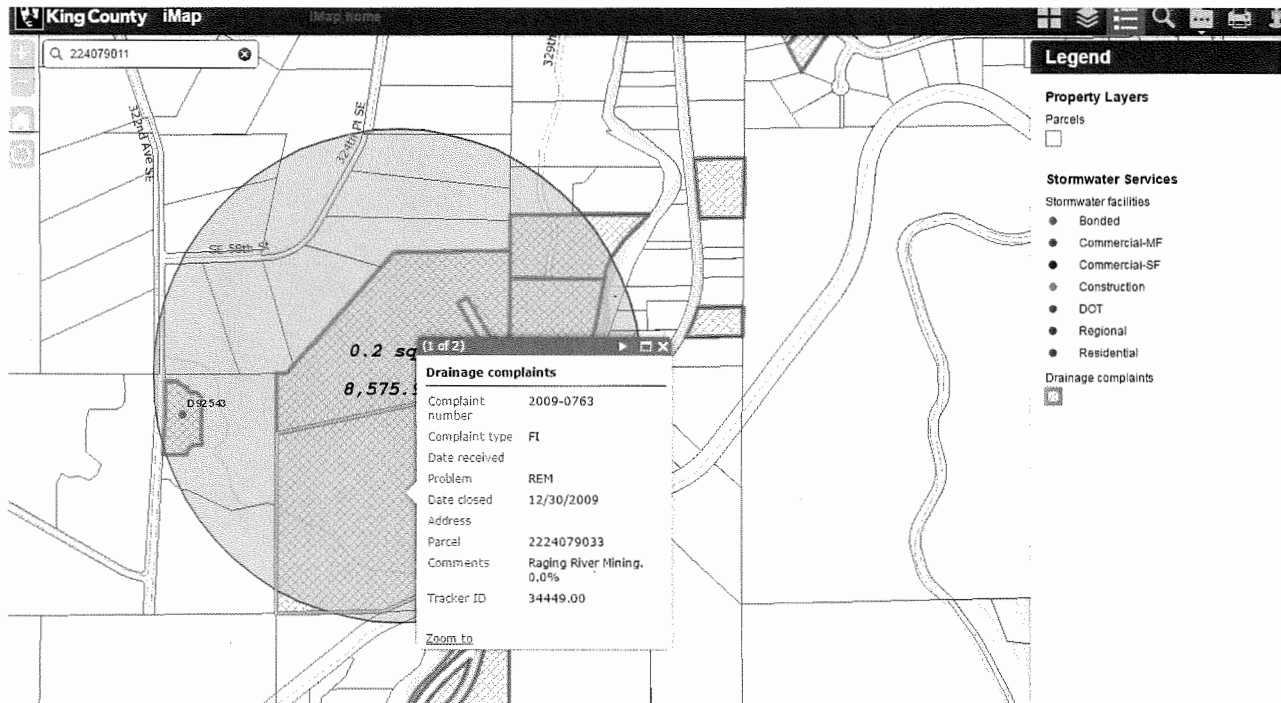 King County iMap
iMap home
224079011
Legend
Property Layers
Parcels
Stormwater Services
Stormwater facilities
Bonded
Commercial-MF
Commercial-SF
Construction
DOT
Regional
Residential
Drainage complaints
322nd Ave SE
324th Pl SE
329th
SE 59th St
D92543
0.2 sq
8,575.
(1 of 2)
Drainage complaints
Complaint number 2009-0763
Complaint type FI
Date received
Problem REM
Date closed 12/30/2009
Address
Parcel 2224079033
Comments Raging River Mining.
0.0%
Tracker ID 34449.00
Zoom to